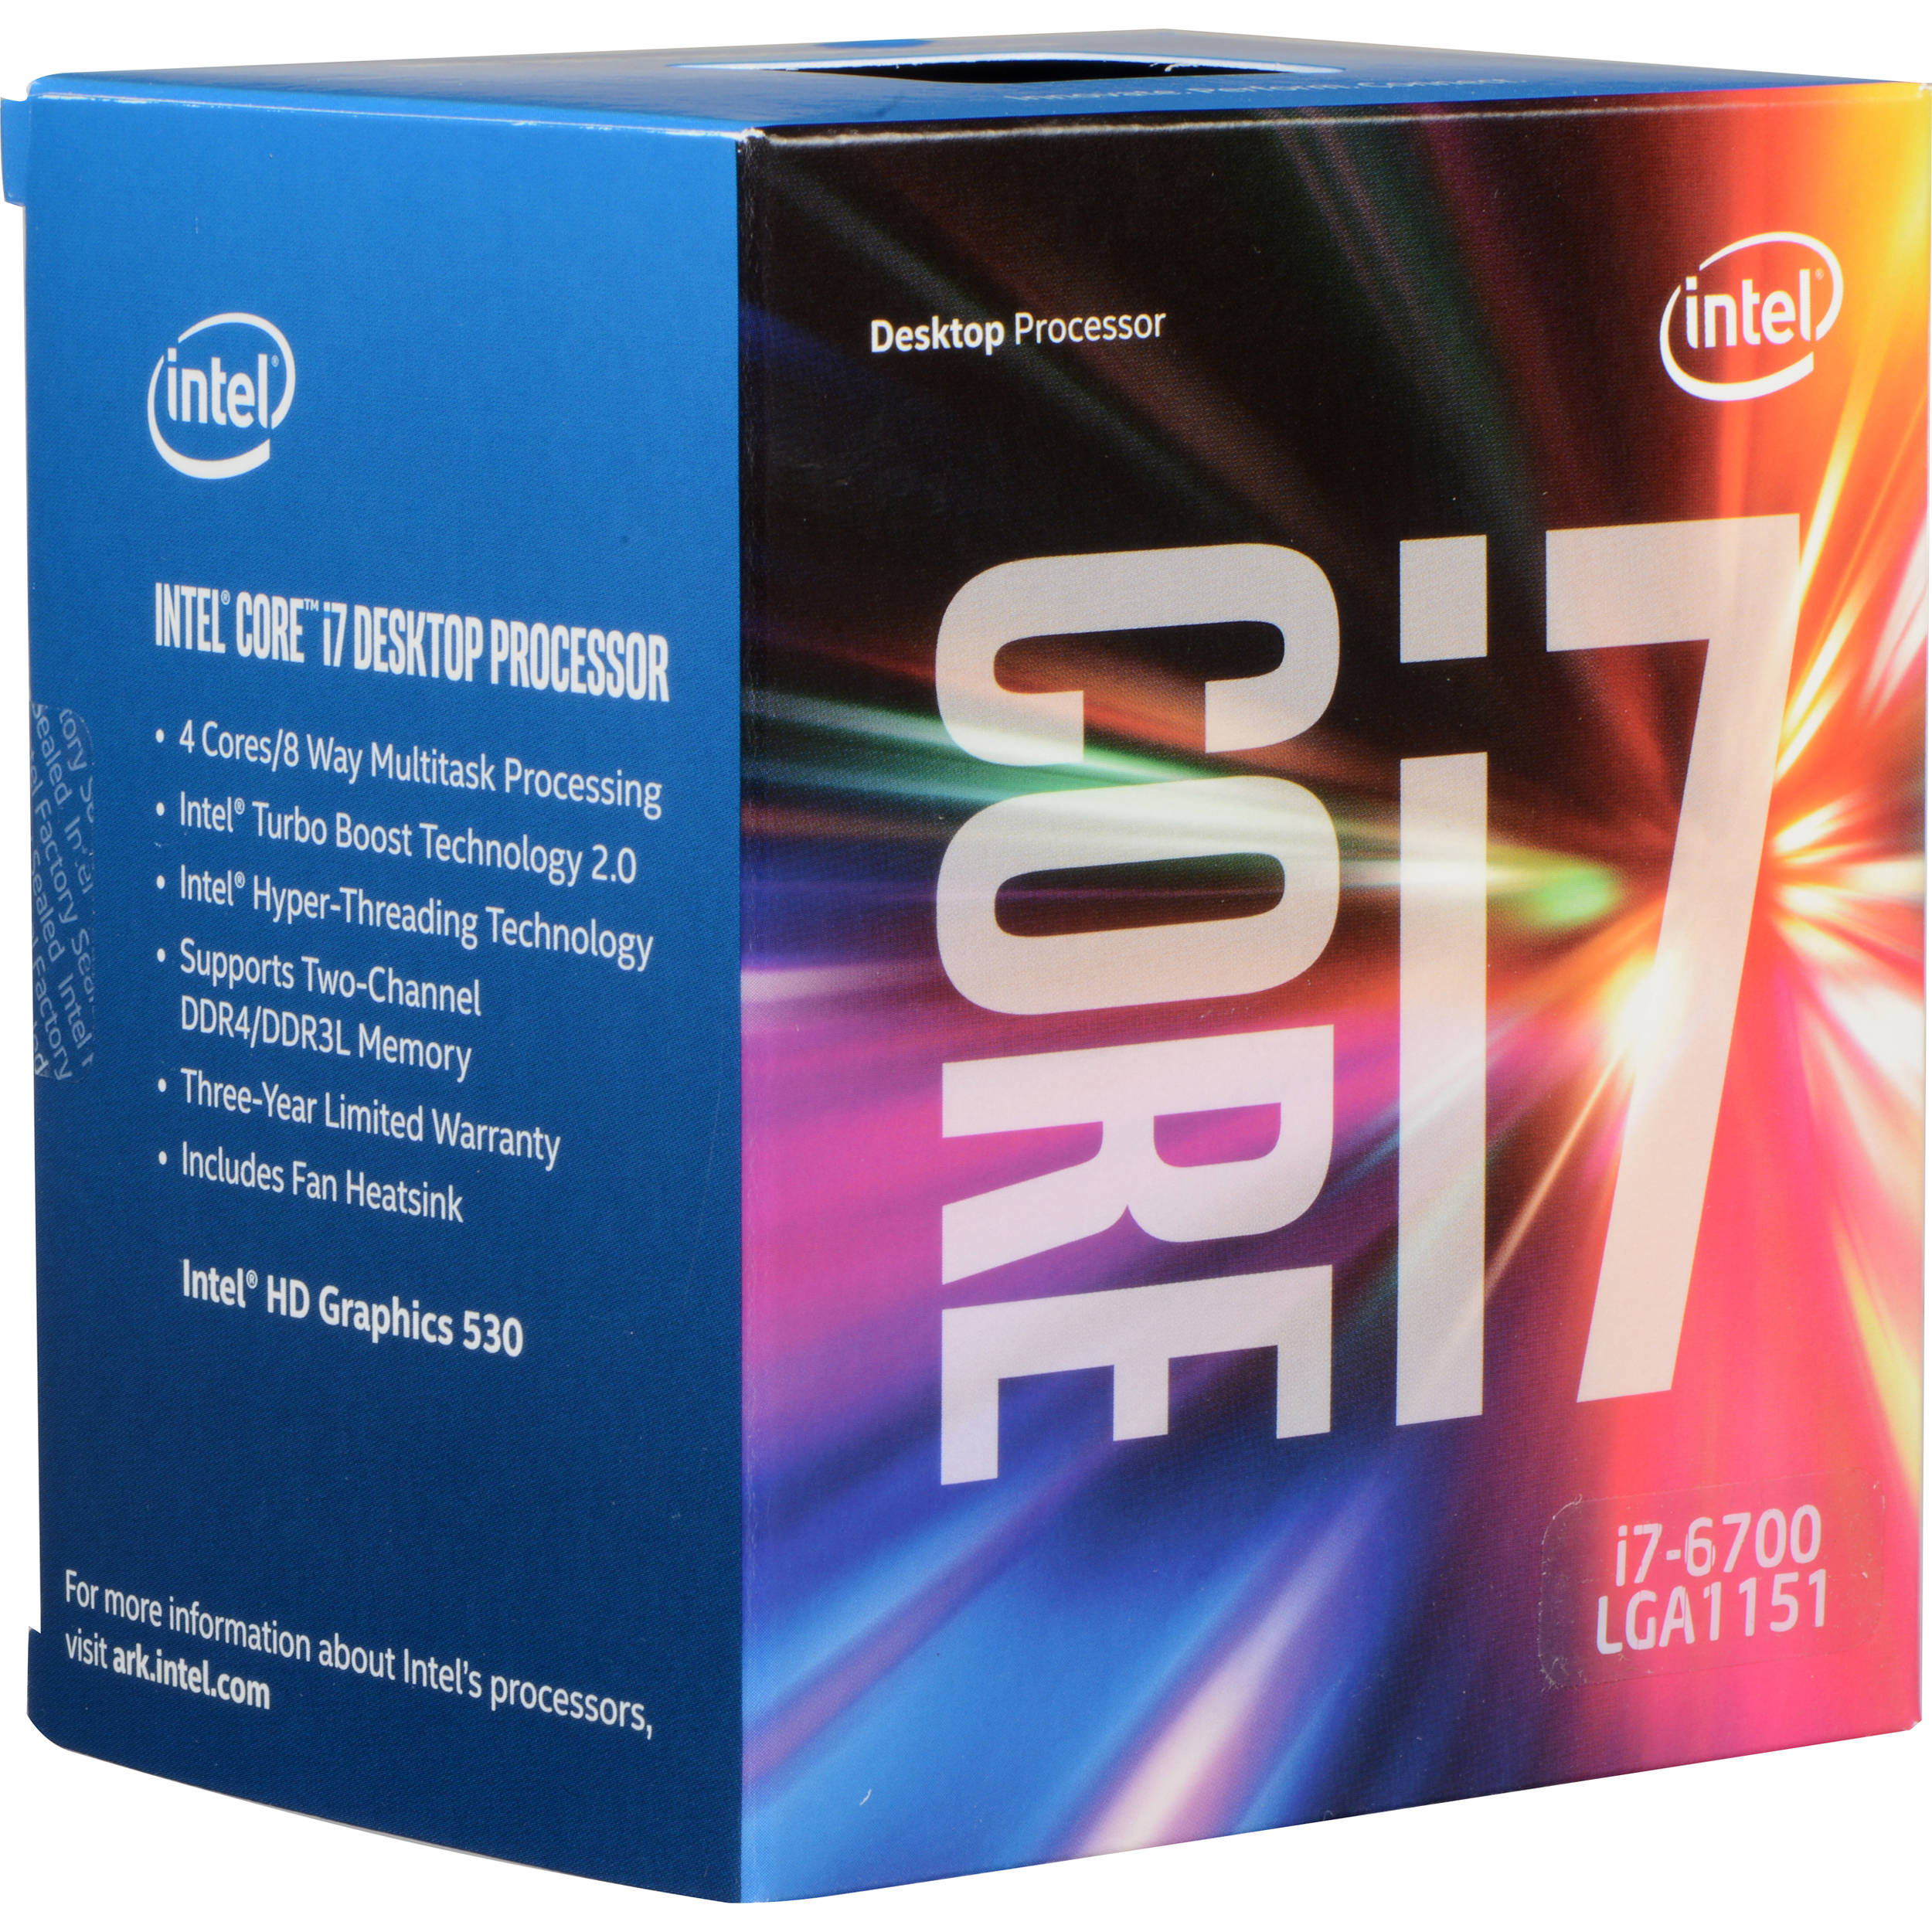 Innovate. Perform. Connect.
intel®
INTEL® CORE™ i7 DESKTOP PROCESSOR
• 4 Cores/8 Way Multitask Processing
• Intel® Turbo Boost Technology 2.0
• Intel® Hyper-Threading Technology
• Supports Two-Channel
DDR4/DDR3L Memory
• Three-Year Limited Warranty
• Includes Fan Heatsink
Intel® HD Graphics 530
For more information about Intel's processors,
visit ark.intel.com
Desktop Processor
intel®
CORE i7
i7-6700
LGA1151